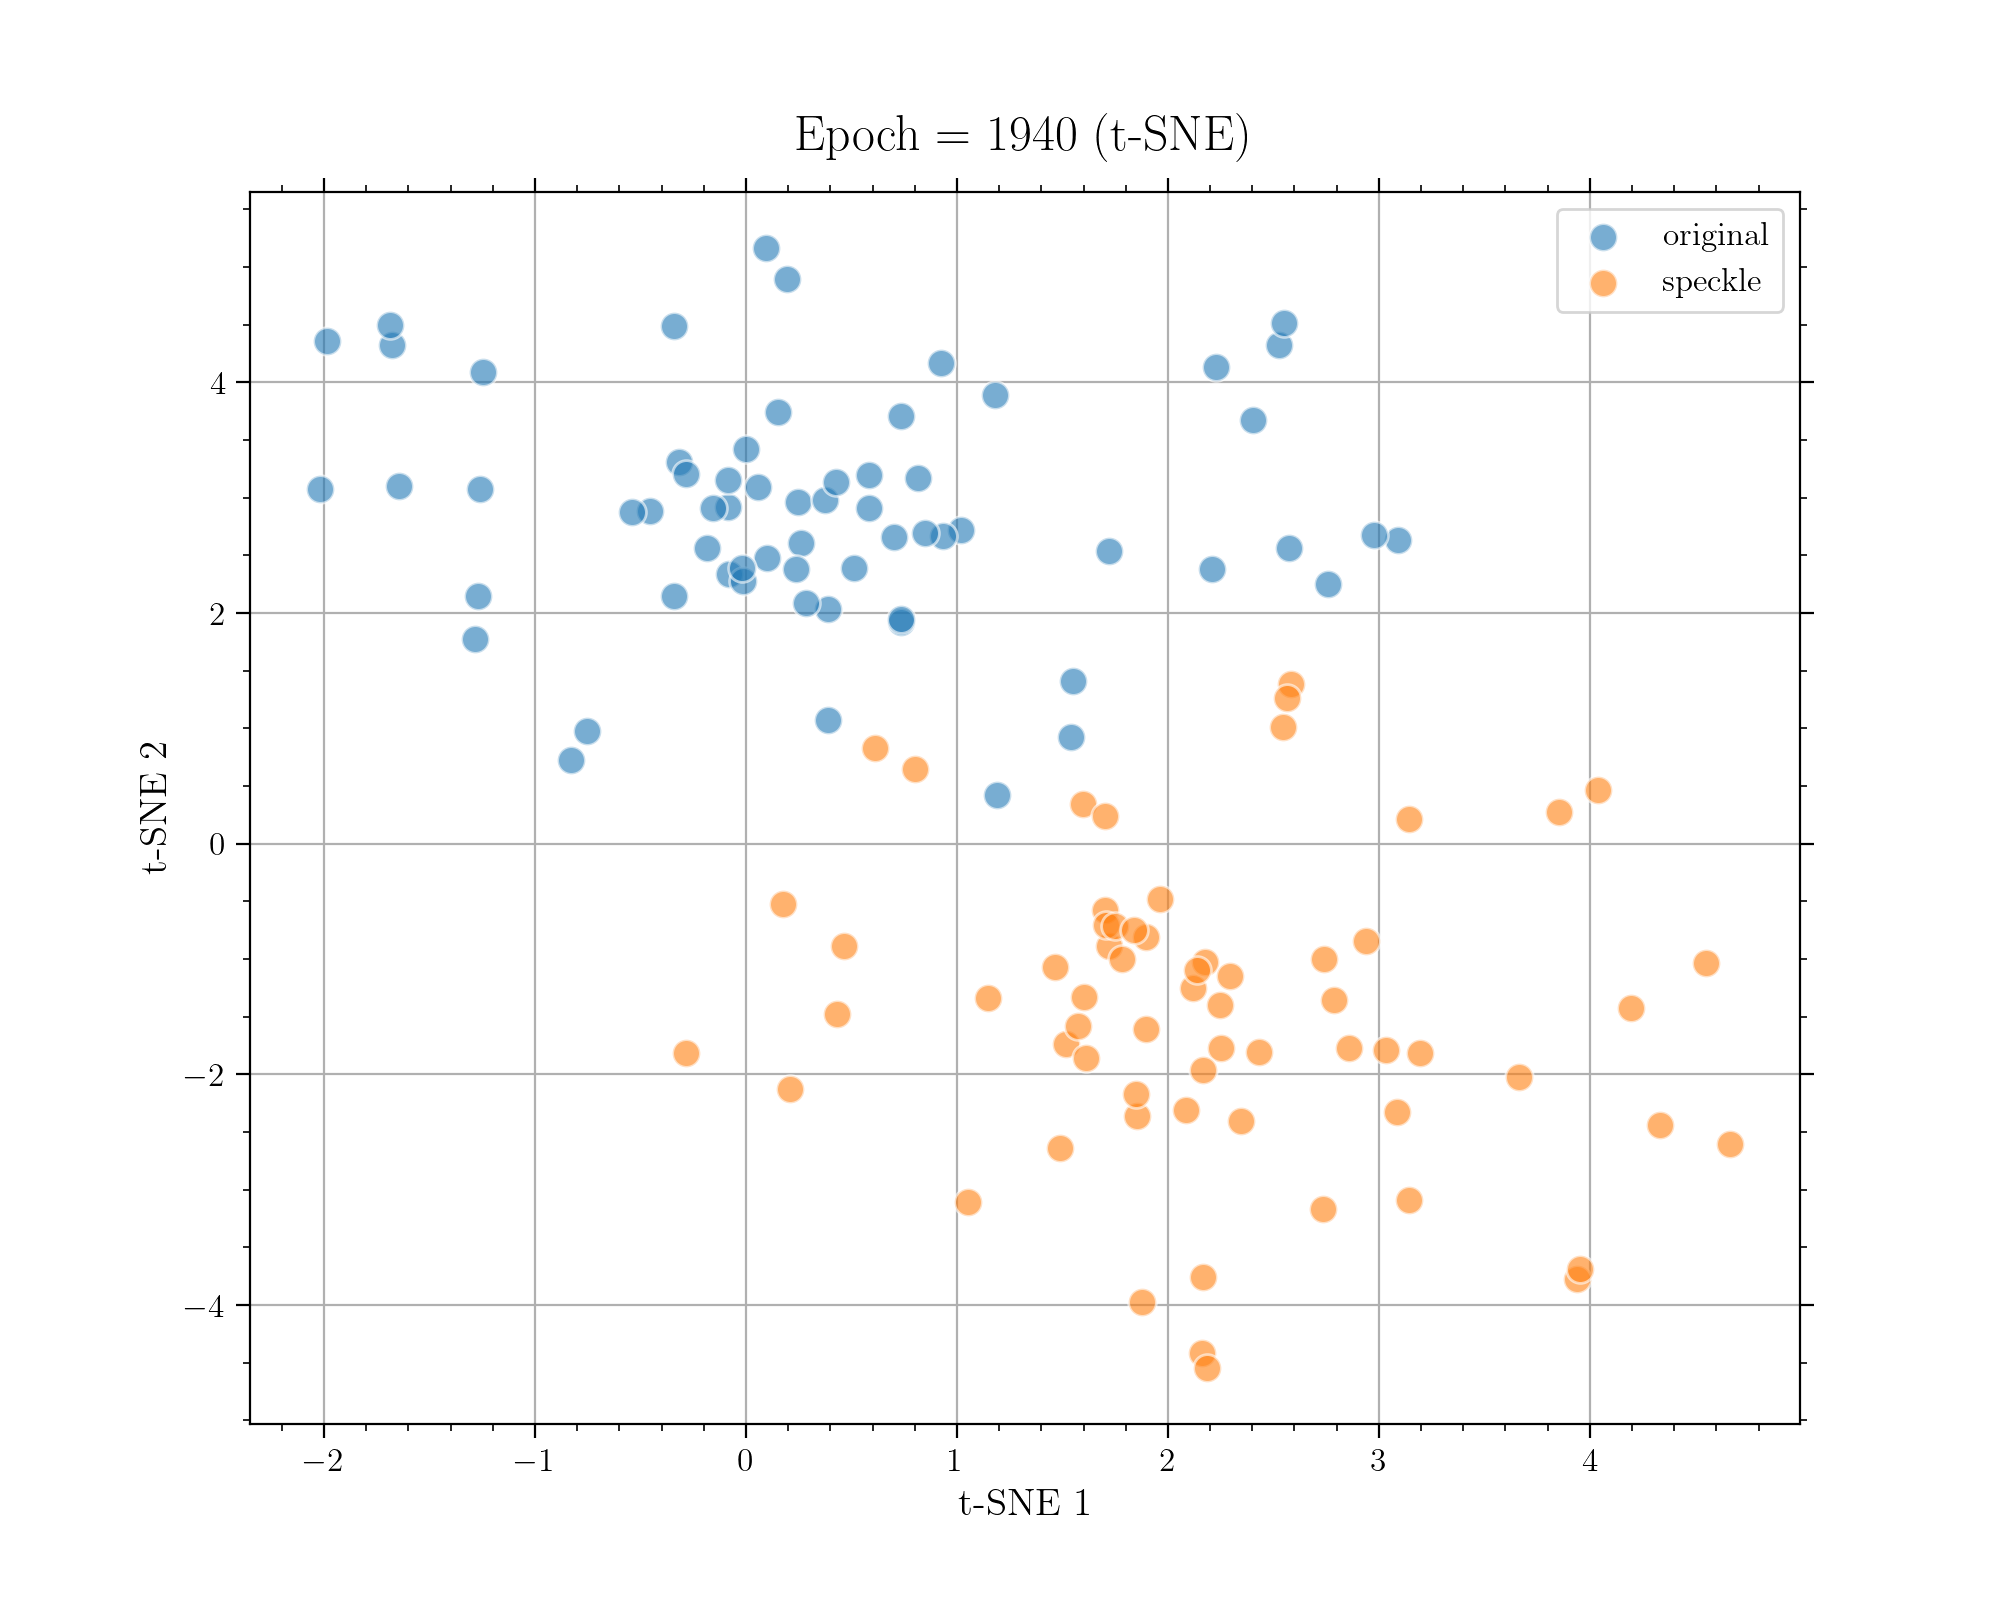 Epoch = 1940 (t-SNE)
original
speckle
4
2
0
−2
−4
t-SNE 2
−2
−1
0
1
2
3
4
t-SNE 1